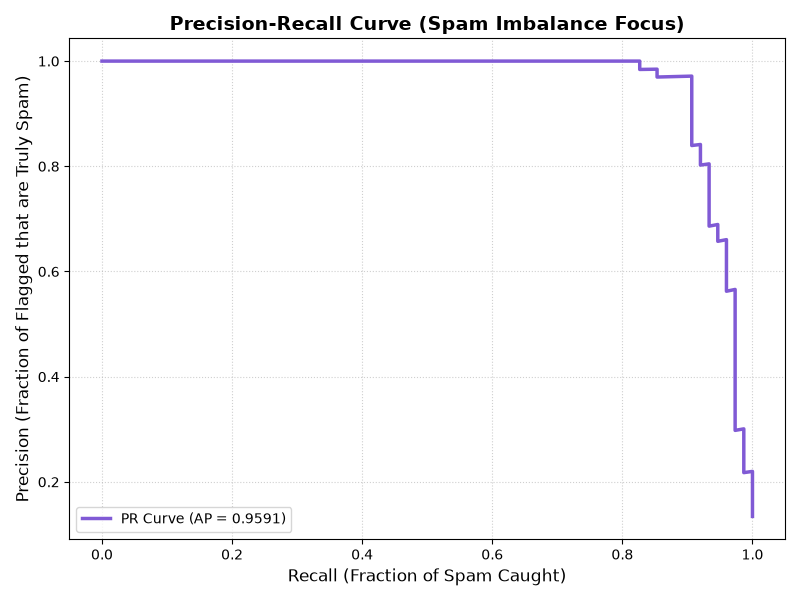 Precision-Recall Curve (Spam Imbalance Focus)
Precision (Fraction of Flagged that are Truly Spam)
1.0
0.8
0.6
0.4
0.2
PR Curve (AP = 0.9591)
0.0 0.2 0.4 0.6 0.8 1.0
Recall (Fraction of Spam Caught)